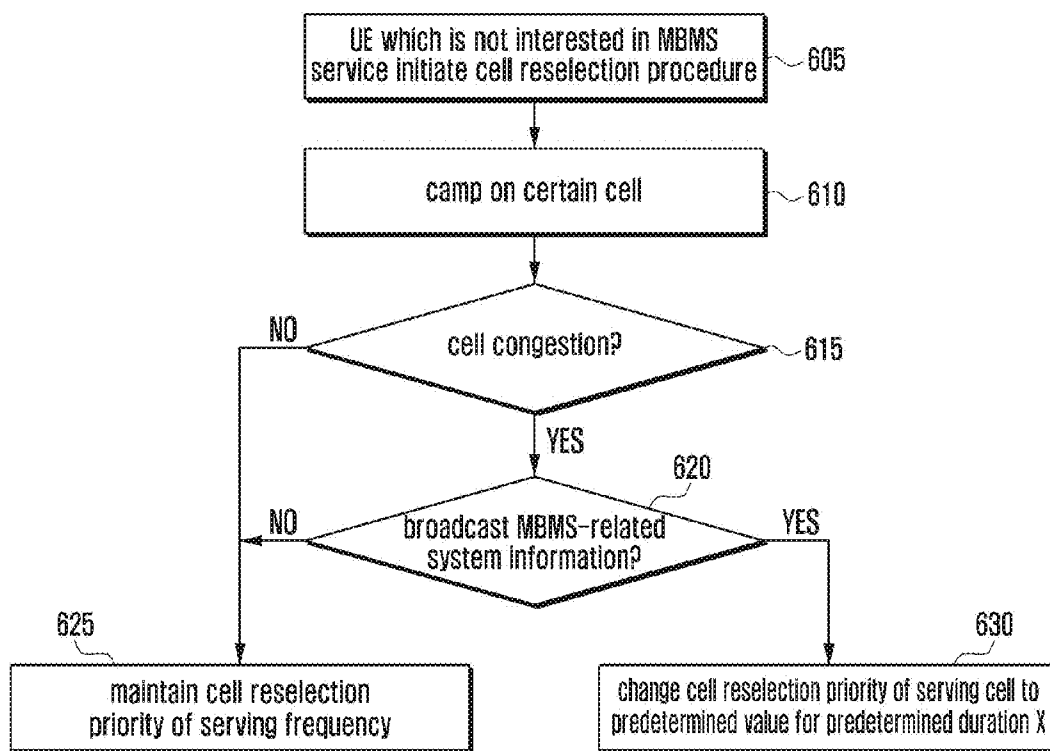 UE which is not interested in MBMS
service initiate cell reselection procedure
605
camp on certain cell
610
cell congestion?
615
NO
YES
620
broadcast MBMS-related
system information?
NO
YES
625
maintain cell reselection
priority of serving frequency
630
change cell reselection priority of serving cell to
predetermined value for predetermined duration X